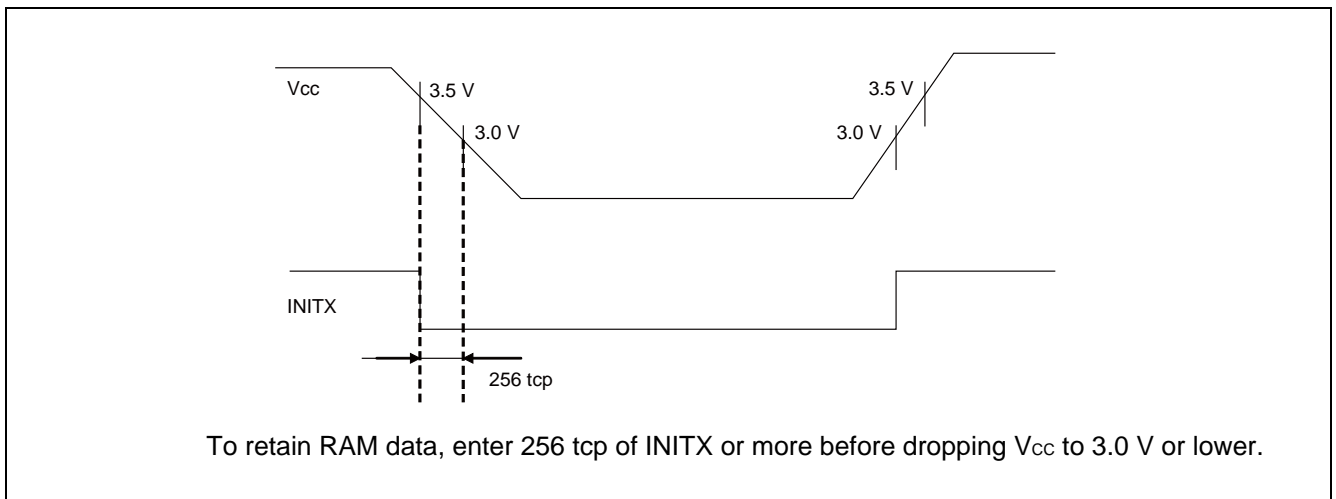 Vcc
3.5 V
3.0 V
3.5 V
3.0 V
INITX
256 tcp
To retain RAM data, enter 256 tcp of INITX or more before dropping Vcc to 3.0 V or lower.